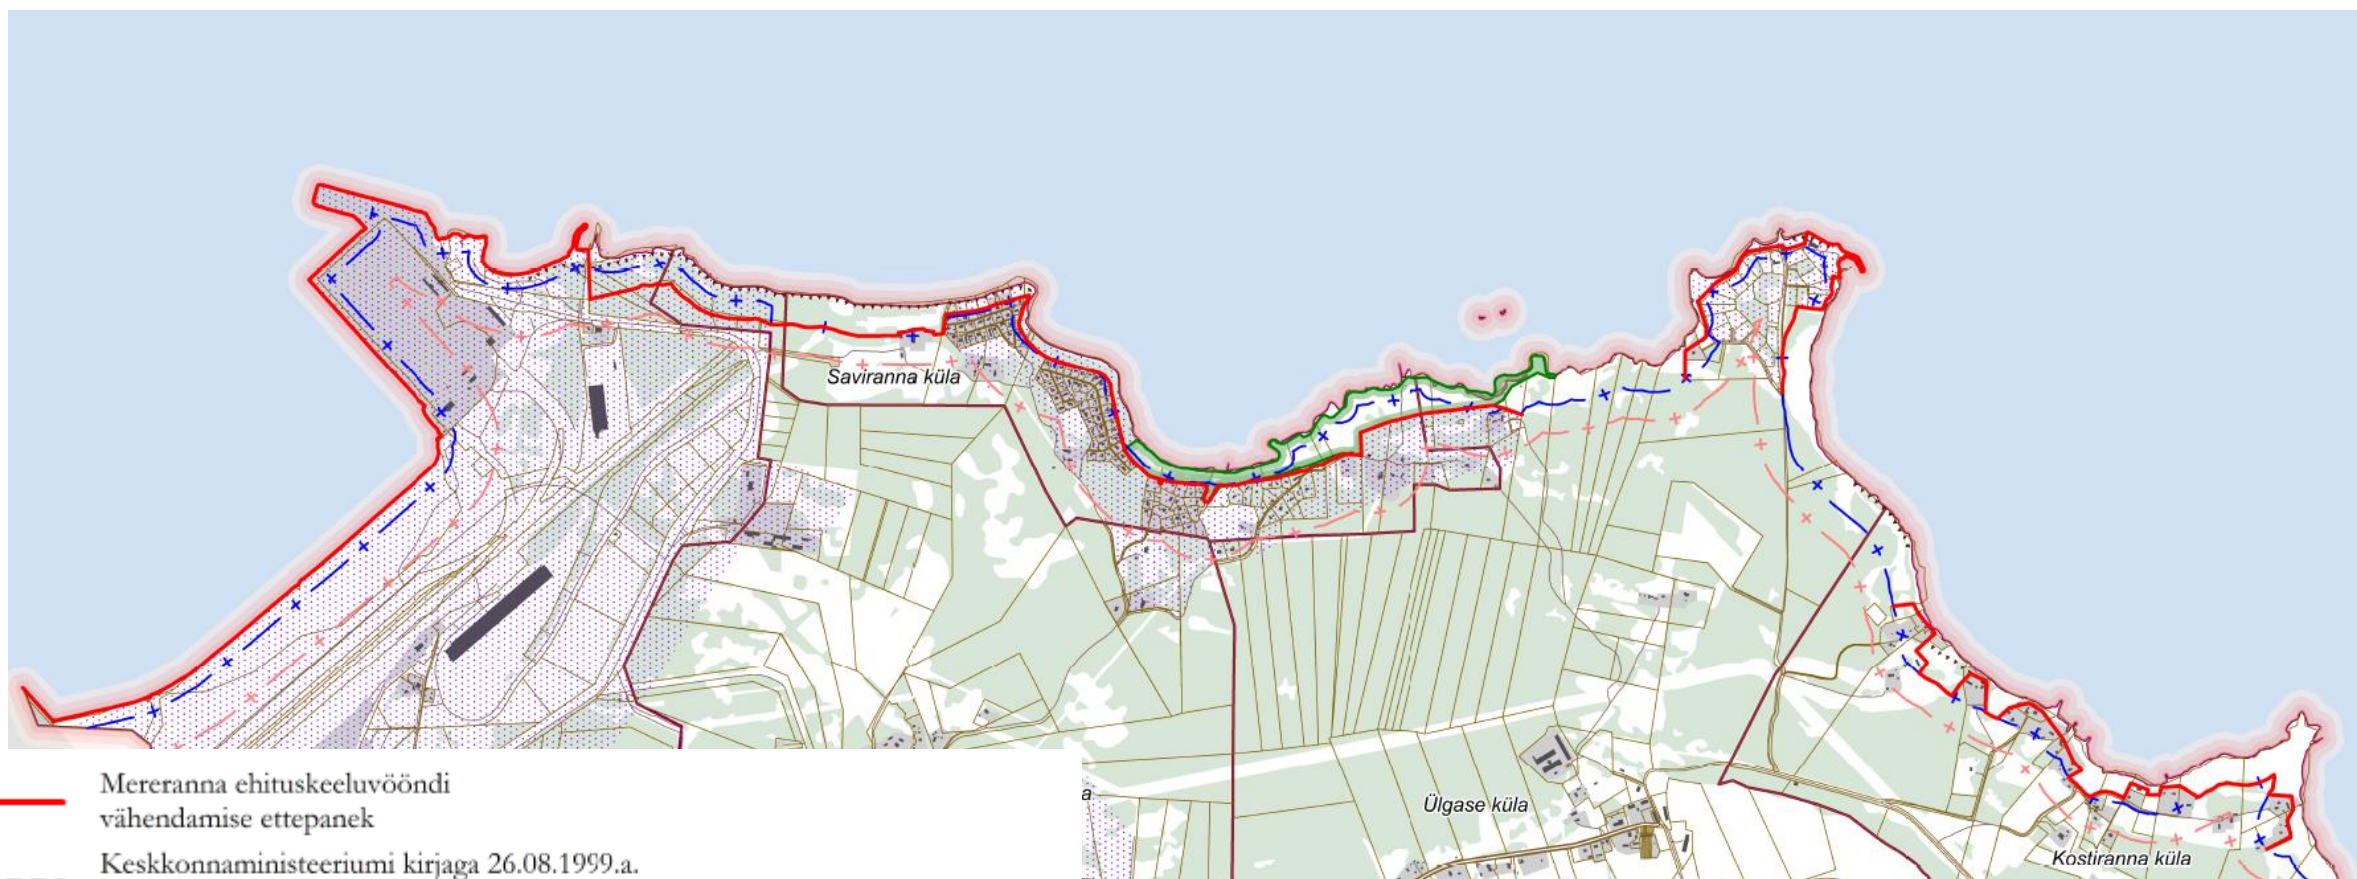 Saviranna küla
Mereranna ehituskeeluvööndi
vähendamise ettepanek
Keskkonnaministeeriumi kirjaga 26.08.1999.a.
a
Ülgase küla
Kostiranna küla